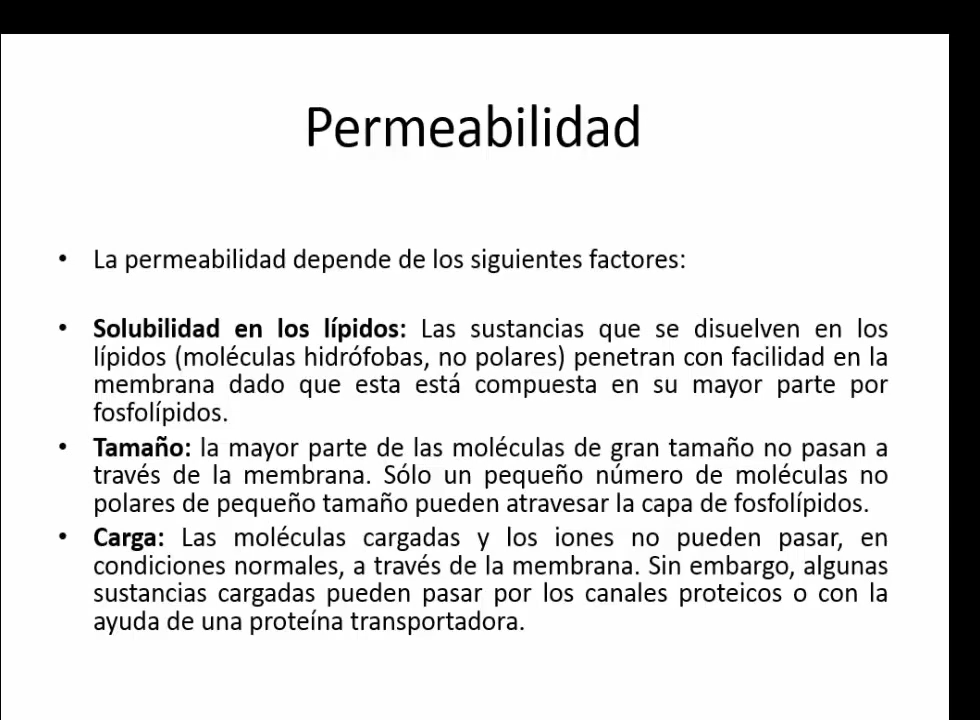 Permeabilidad
• La permeabilidad depende de los siguientes factores:
• Solubilidad en los lípidos: Las sustancias que se disuelven en los
lípidos (moléculas hidrófobas, no polares) penetran con facilidad en la
membrana dado que esta está compuesta en su mayor parte por
fosfolípidos.
• Tamaño: la mayor parte de las moléculas de gran tamaño no pasan a
través de la membrana. Sólo un pequeño número de moléculas no
polares de pequeño tamaño pueden atravesar la capa de fosfolípidos.
• Carga: Las moléculas cargadas y los iones no pueden pasar, en
condiciones normales, a través de la membrana. Sin embargo, algunas
sustancias cargadas pueden pasar por los canales proteicos o con la
ayuda de una proteína transportadora.